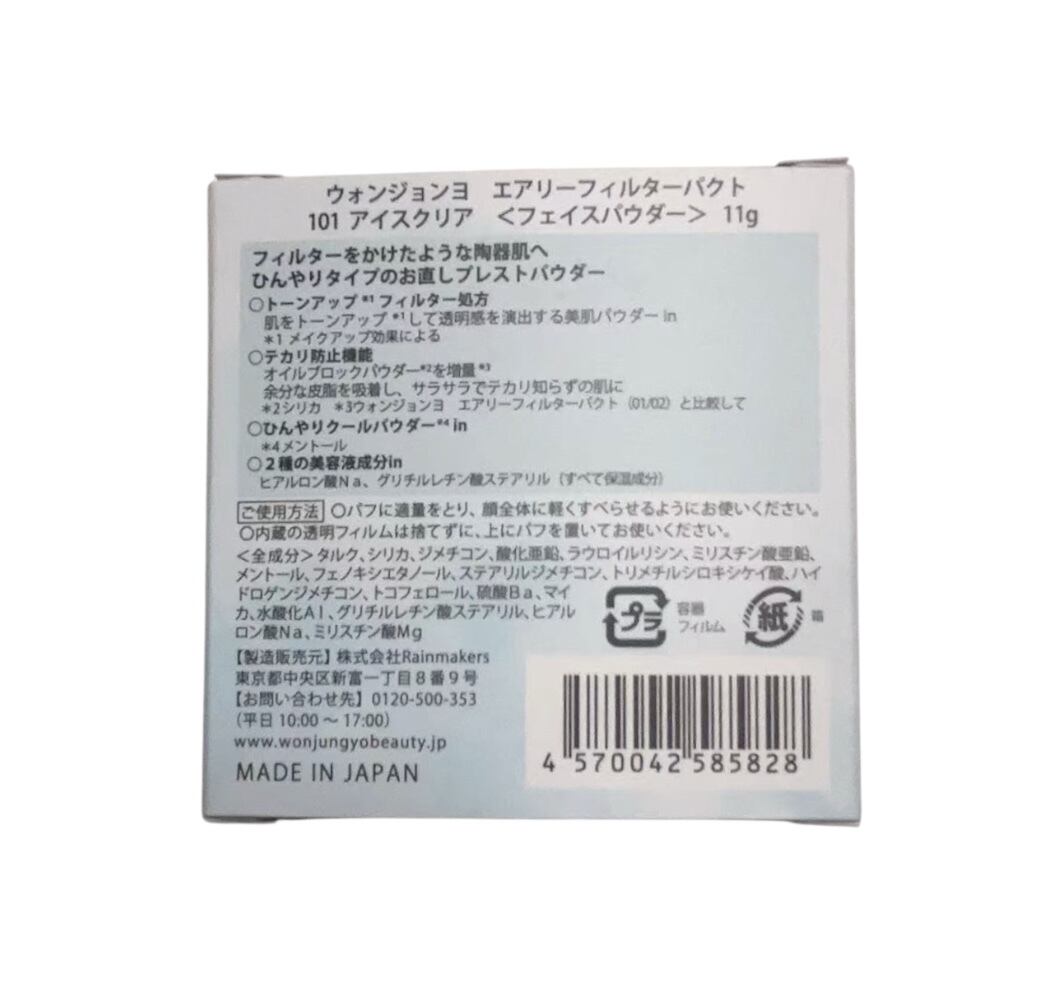 ウォンジョンヨ　エアリーフィルターパクト
101 アイスクリア　＜フェイスパウダー＞　11g
フィルターをかけたような陶器肌へ
ひんやりタイプのお直しプレストパウダー
○トーンアップ*1フィルター処方
肌をトーンアップ*1して透明感を演出する美肌パウダーin
*1 メイクアップ効果による
○テカリ防止機能
オイルブロックパウダー*2を増量*3
余分な皮脂を吸着し、サラサラでテカリ知らずの肌に
*2シリカ　*3ウォンジョンヨ　エアリーフィルターパクト（01/02）と比較して
○ひんやりクールパウダー*4 in
*4メントール
○2種の美容液成分in
ヒアルロン酸Na、グリチルレチン酸ステアリル（すべて保湿成分）
ご使用方法 ○パフに適量をとり、顔全体に軽くすべらせるようにお使いください。
○内蔵の透明フィルムは捨てずに、上にパフを置いてお使いください。
＜全成分＞タルク、シリカ、ジメチコン、酸化亜鉛、ラウロイルリシン、ミリスチン酸亜鉛、
メントール、フェノキシエタノール、ステアリルジメチコン、トリメチルシロキシケイ酸、ハイ
ドロゲンジメチコン、トコフェロール、硫酸Ba、マイ
カ、水酸化Al、グリチルレチン酸ステアリル、ヒアル
ロン酸Na、ミリスチン酸Mg
プラ 容器 フィルム
紙 箱
【製造販売元】株式会社Rainmakers
東京都中央区新富一丁目8番9号
【お問い合わせ先】0120-500-353
（平日 10:00 〜 17:00）
www.wonjungyobeauty.jp
MADE IN JAPAN
4 570042 585828